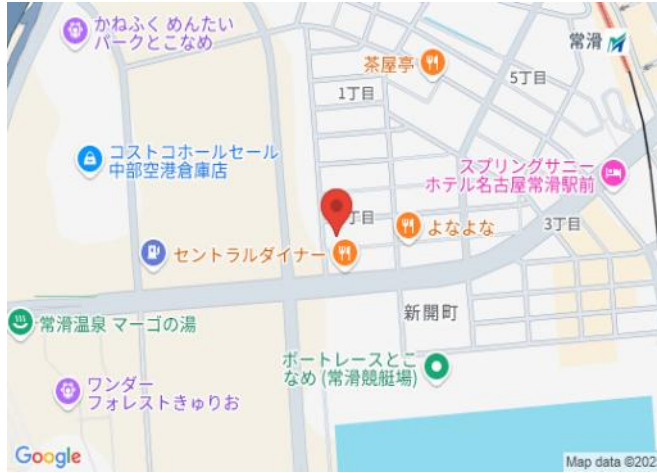 かねふく めんたい
パークとこなめ
常滑
茶屋亭
5丁目
1丁目
コストコホールセール
中部空港倉庫店
スプリングサニー
ホテル名古屋常滑駅前
丁目
よなよな
3丁目
セントラルダイナー
新開町
常滑温泉 マーゴの湯
ボートレースとこ
なめ (常滑競艇場)
ワンダー
フォレストきゅりお
Google
Map data ©202